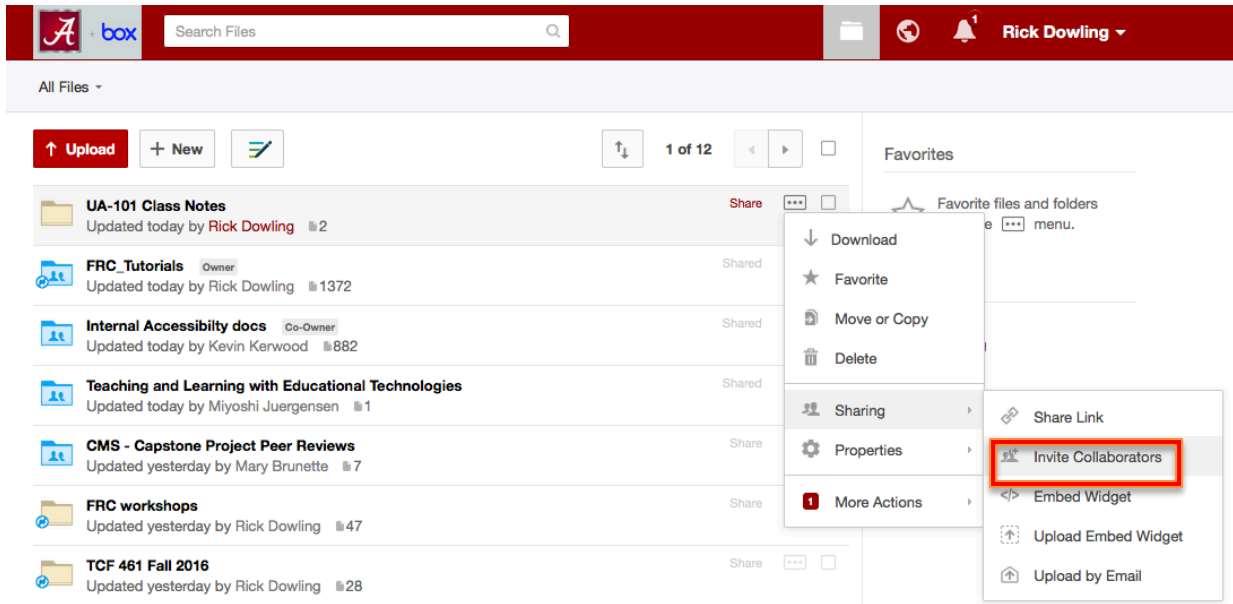 A + box
Search Files
1
Rick Dowling
All Files
Upload
New
1 of 12
Favorites
UA-101 Class Notes
Share
Updated today by Rick Dowling 2
Favorite files and folders
e ... menu.
FRC_Tutorials Owner
Shared
Updated today by Rick Dowling 1372
Internal Accessibilty docs Co-Owner
Shared
Updated today by Kevin Kerwood 882
Teaching and Learning with Educational Technologies
Shared
Updated today by Miyoshi Juergensen 1
CMS - Capstone Project Peer Reviews
Share
Updated yesterday by Mary Brunette 7
FRC workshops
Share
Updated yesterday by Rick Dowling 47
TCF 461 Fall 2016
Share
Updated yesterday by Rick Dowling 28
Download
Favorite
Move or Copy
Delete
Sharing
Properties
1 More Actions
Share Link
Invite Collaborators
</> Embed Widget
Upload Embed Widget
Upload by Email